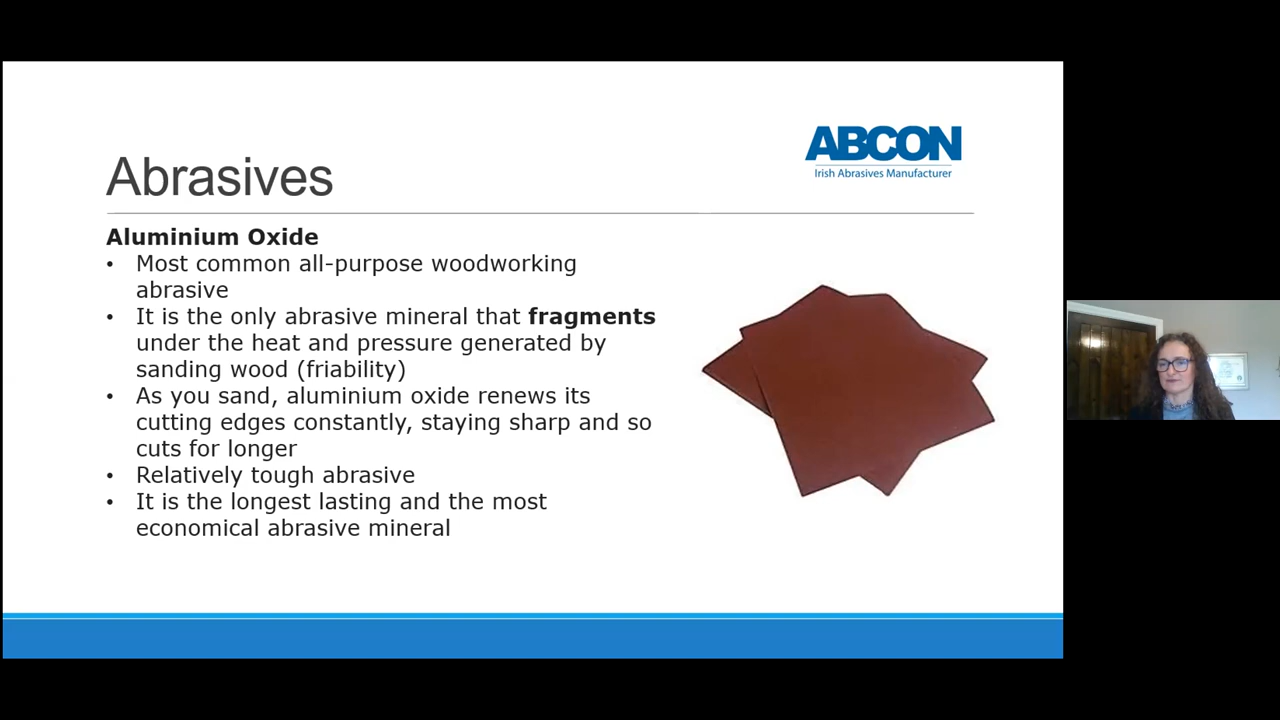 ABCON
Irish Abrasives Manufacturer
Abrasives
Aluminium Oxide
• Most common all-purpose woodworking
abrasive
• It is the only abrasive mineral that fragments
under the heat and pressure generated by
sanding wood (friability)
• As you sand, aluminium oxide renews its
cutting edges constantly, staying sharp and so
cuts for longer
• Relatively tough abrasive
• It is the longest lasting and the most
economical abrasive mineral